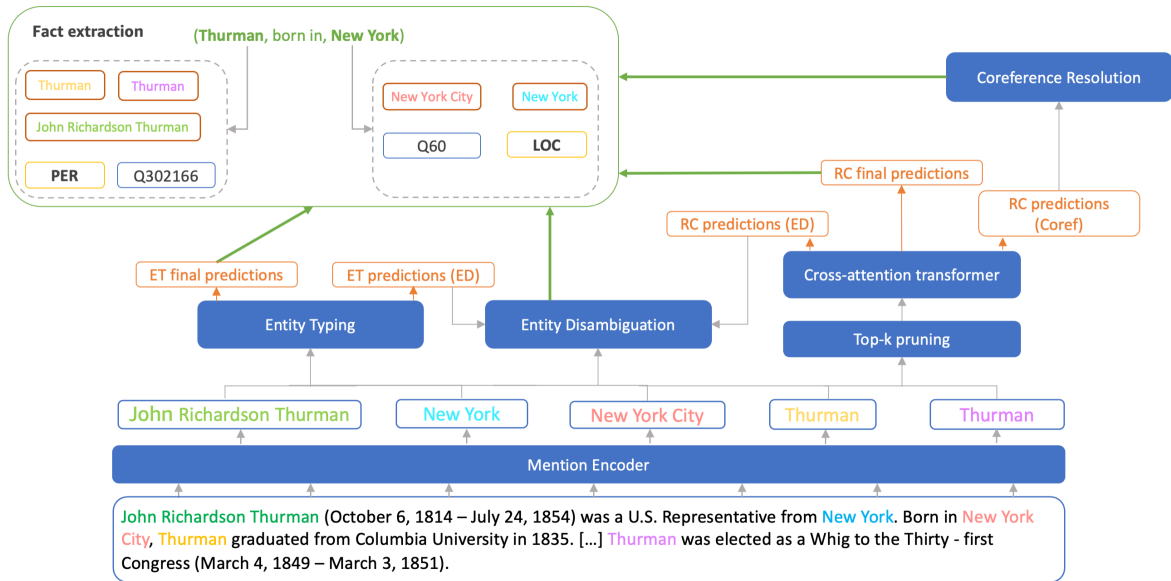 Fact extraction
(Thurman, born in, New York)
Thurman
Thurman
John Richardson Thurman
PER
Q302166
New York City
New York
Q60
LOC
Coreference Resolution
RC final predictions
RC predictions
(Coref)
RC predictions (ED)
ET final predictions
ET predictions (ED)
Cross-attention transformer
Entity Typing
Entity Disambiguation
Top-k pruning
John Richardson Thurman
New York
New York City
Thurman
Thurman
Mention Encoder
John Richardson Thurman (October 6, 1814 – July 24, 1854) was a U.S. Representative from New York. Born in New York
City, Thurman graduated from Columbia University in 1835. […] Thurman was elected as a Whig to the Thirty - first
Congress (March 4, 1849 – March 3, 1851).